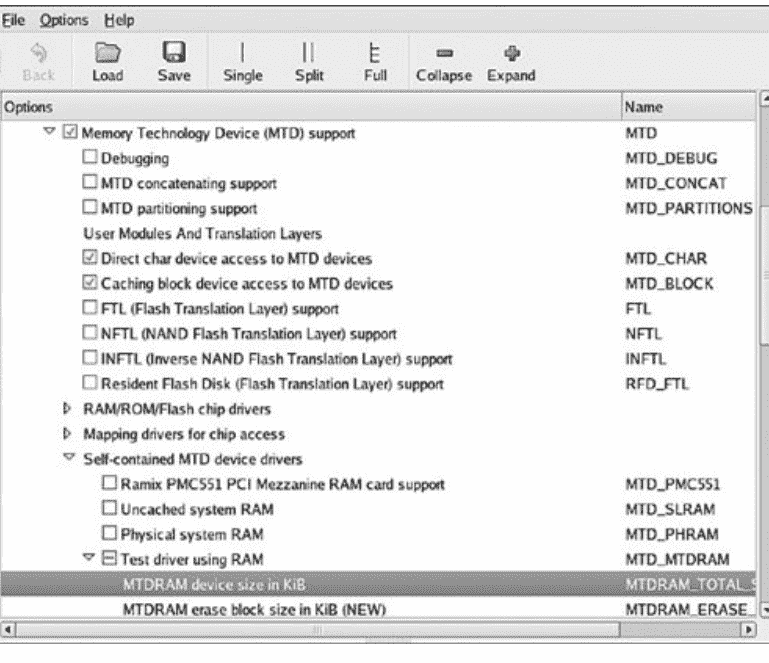 File Options Help
Back Load Save Single Split Full Collapse Expand
Options Name
Memory Technology Device (MTD) support MTD
Debugging MTD_DEBUG
MTD concatenating support MTD_CONCAT
MTD partitioning support MTD_PARTITIONS
User Modules And Translation Layers
Direct char device access to MTD devices MTD_CHAR
Caching block device access to MTD devices MTD_BLOCK
FTL (Flash Translation Layer) support FTL
NFTL (NAND Flash Translation Layer) support NFTL
INFTL (Inverse NAND Flash Translation Layer) support INFTL
Resident Flash Disk (Flash Translation Layer) support RFD_FTL
RAM/ROM/Flash chip drivers
Mapping drivers for chip access
Self-contained MTD device drivers
Ramix PMC551 PCI Mezzanine RAM card support MTD_PMC551
Uncached system RAM MTD_SLRAM
Physical system RAM MTD_PHRAM
Test driver using RAM MTD_MTDRAM
MTDRAM device size in KiB MTDRAM_TOTAL_S
MTDRAM erase block size in KiB (NEW) MTDRAM_ERASE_